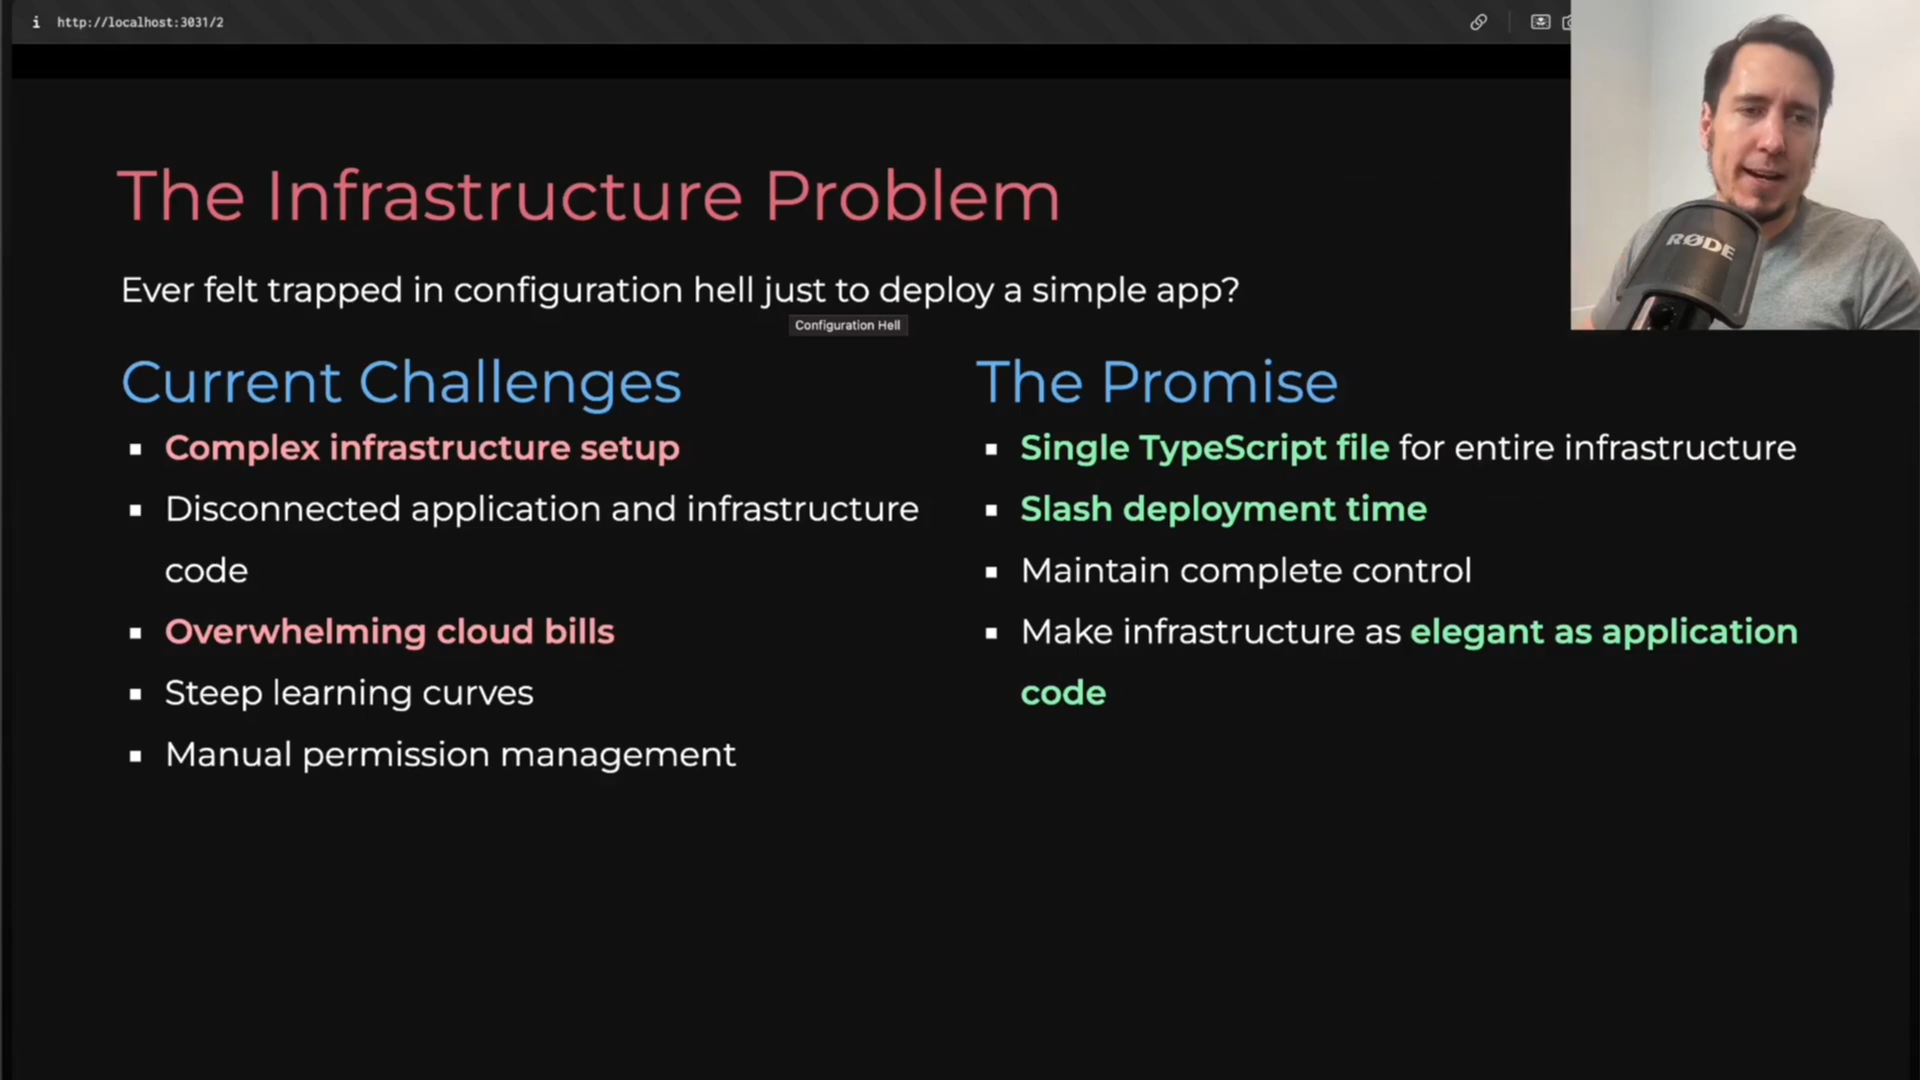 i http://localhost:3031/2
RØDE
The Infrastructure Problem
Ever felt trapped in configuration hell just to deploy a simple app?
Configuration Hell
Current Challenges
▪ Complex infrastructure setup
▪ Disconnected application and infrastructure
code
▪ Overwhelming cloud bills
▪ Steep learning curves
▪ Manual permission management
The Promise
▪ Single TypeScript file for entire infrastructure
▪ Slash deployment time
▪ Maintain complete control
▪ Make infrastructure as elegant as application
code